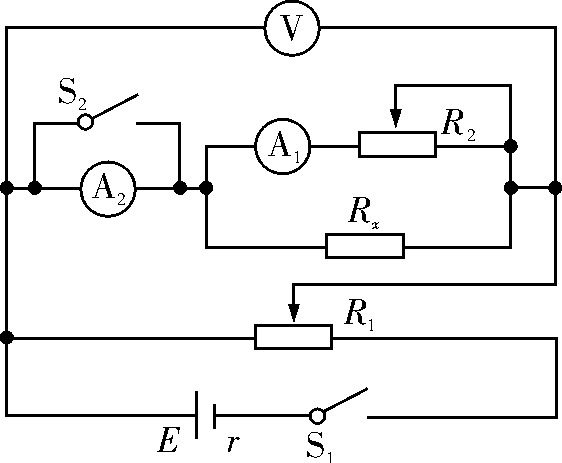 V
S₂
A₁
R₂
A₂
Rₓ
R₁
E r
S₁